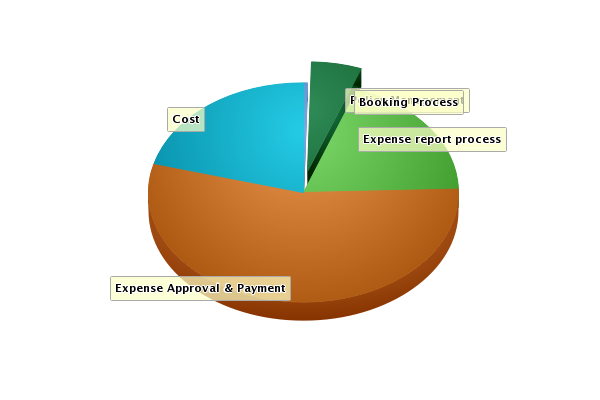 Cost
Booking Process
Expense report process
Expense Approval & Payment